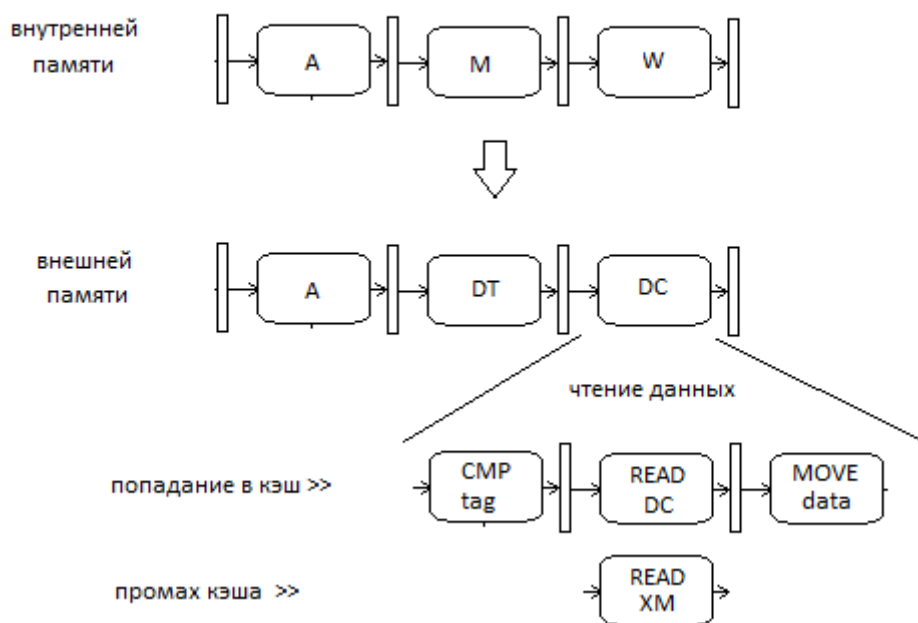 внутренней
памяти
A
M
W
внешней
памяти
A
DT
DC
чтение данных
попадание в кэш >>
CMP
tag
READ
DC
MOVE
data
промах кэша >>
READ
XM